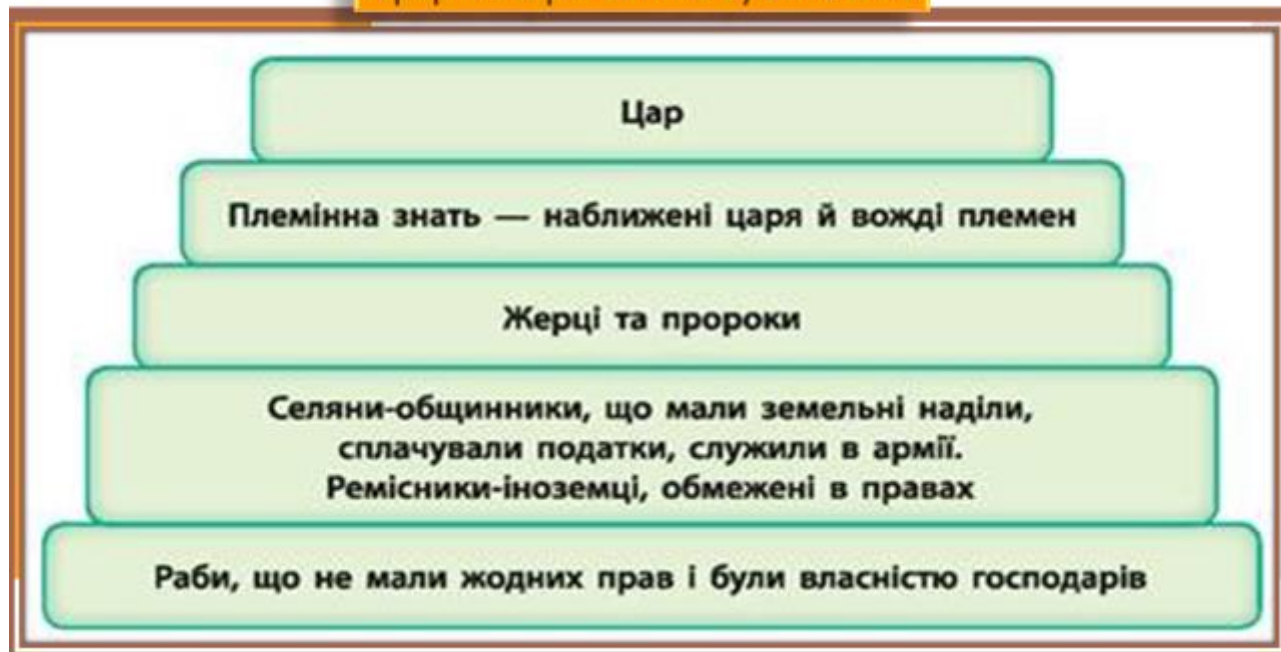 Цар
Племінна знать — наближені царя й вожді племен
Жерці та пророки
Селяни-общинники, що мали земельні наділи,
сплачували податки, служили в армії.
Ремісники-іноземці, обмежені в правах
Раби, що не мали жодних прав і були власністю господарів